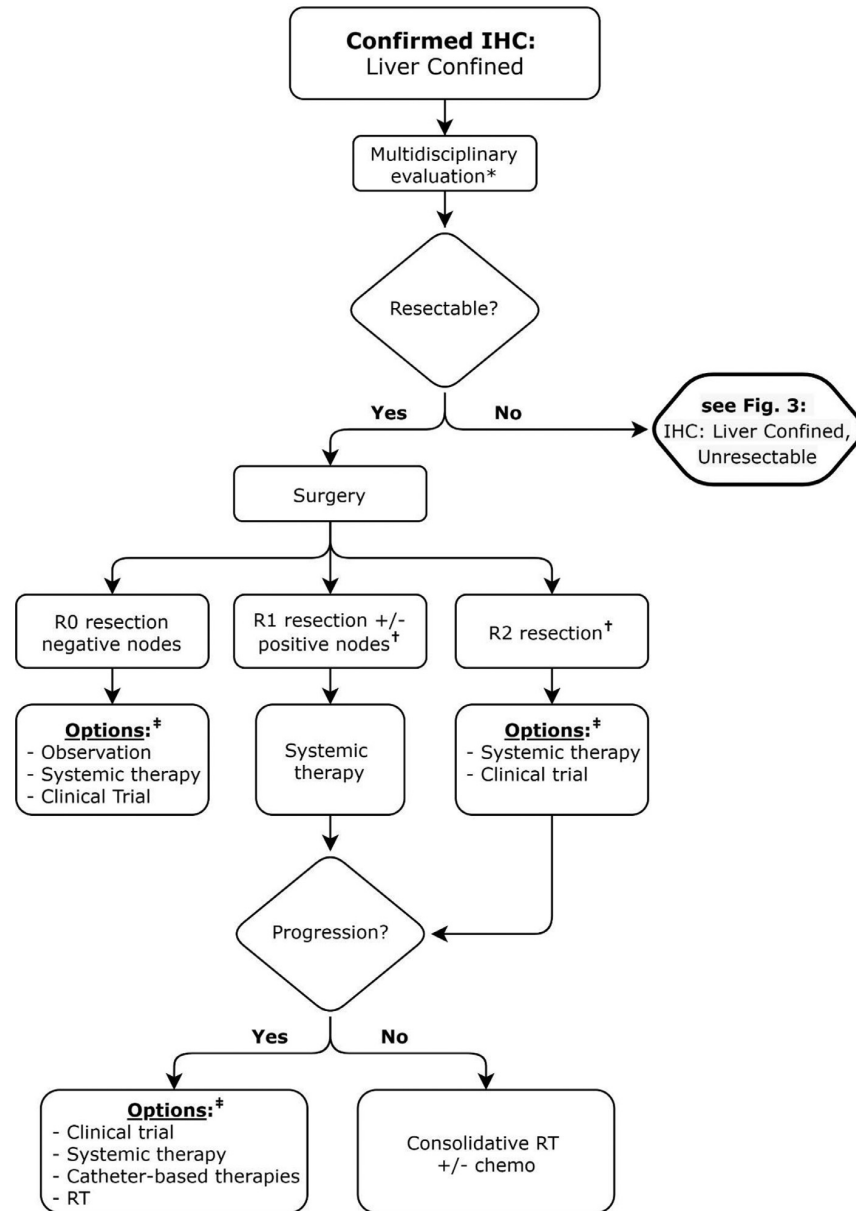 Confirmed IHC:
Liver Confined
Multidisciplinary
evaluation*
Resectable?
Yes
No
see Fig. 3:
IHC: Liver Confined,
Unresectable
Surgery
R0 resection
negative nodes
R1 resection +/-
positive nodes†
R2 resection†
Options:‡
- Observation
- Systemic therapy
- Clinical Trial
Systemic
therapy
Options:‡
- Systemic therapy
- Clinical trial
Progression?
Yes
No
Options:‡
- Clinical trial
- Systemic therapy
- Catheter-based therapies
- RT
Consolidative RT
+/- chemo